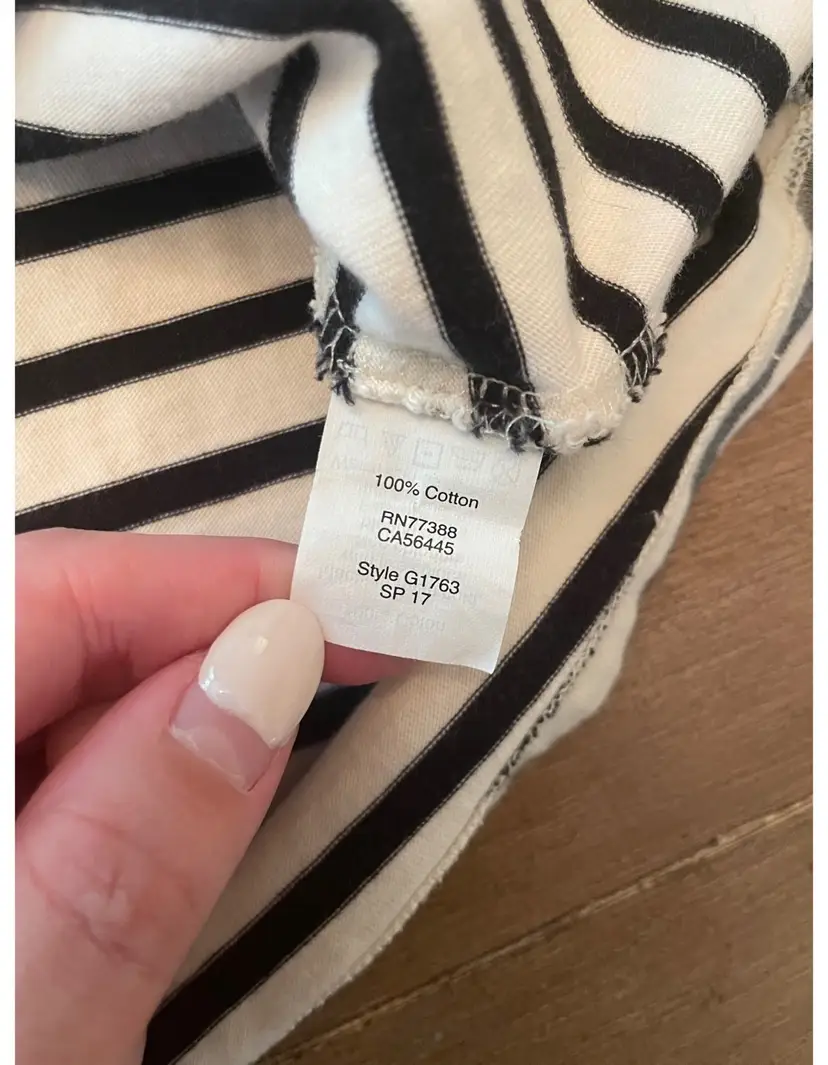 100% Cotton
RN77388
CA56445
Style G1763
SP 17